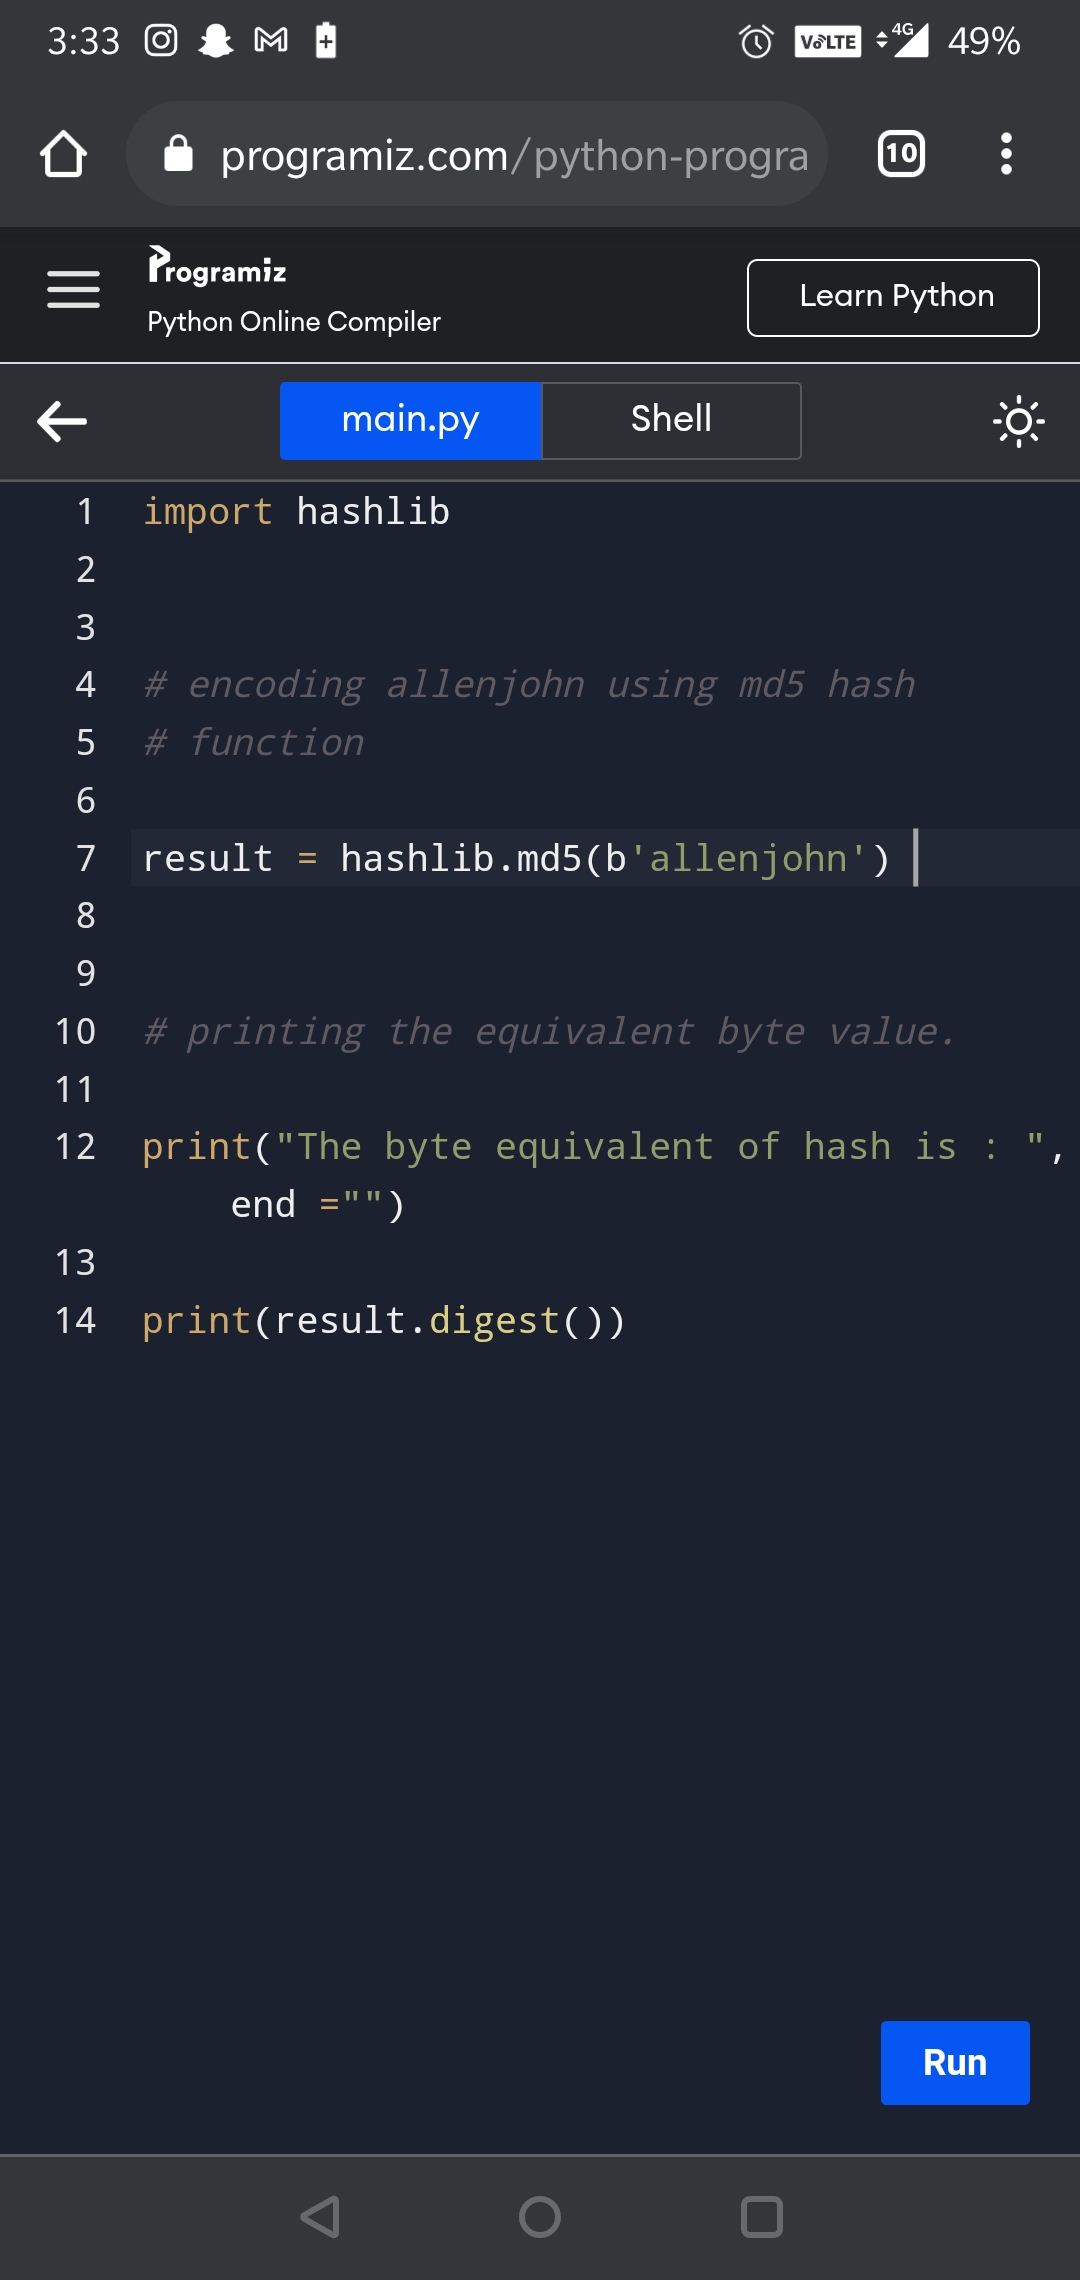 3:33 VoLTE 4G 49%
programiz.com/python-progra 10
Programiz
Python Online Compiler
Learn Python
main.py Shell
1 import hashlib
2
3
4 # encoding allenjohn using md5 hash
5 # function
6
7 result = hashlib.md5(b'allenjohn')
8
9
10 # printing the equivalent byte value.
11
12 print("The byte equivalent of hash is : ",
end ="")
13
14 print(result.digest())
Run